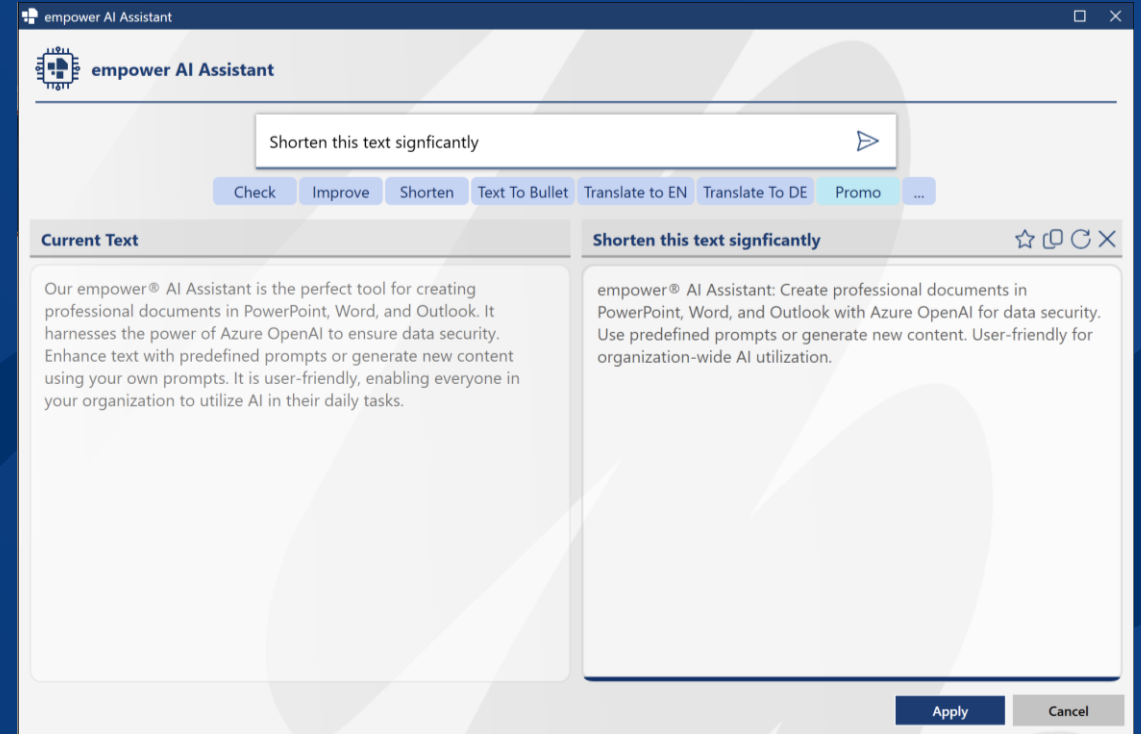 empower AI Assistant
empower AI Assistant
Shorten this text signficantly
Check Improve Shorten Text To Bullet Translate to EN Translate To DE Promo ...
Current Text
Our empower® AI Assistant is the perfect tool for creating
professional documents in PowerPoint, Word, and Outlook. It
harnesses the power of Azure OpenAI to ensure data security.
Enhance text with predefined prompts or generate new content
using your own prompts. It is user-friendly, enabling everyone in
your organization to utilize AI in their daily tasks.
Shorten this text signficantly
empower® AI Assistant: Create professional documents in
PowerPoint, Word, and Outlook with Azure OpenAI for data security.
Use predefined prompts or generate new content. User-friendly for
organization-wide AI utilization.
Apply Cancel